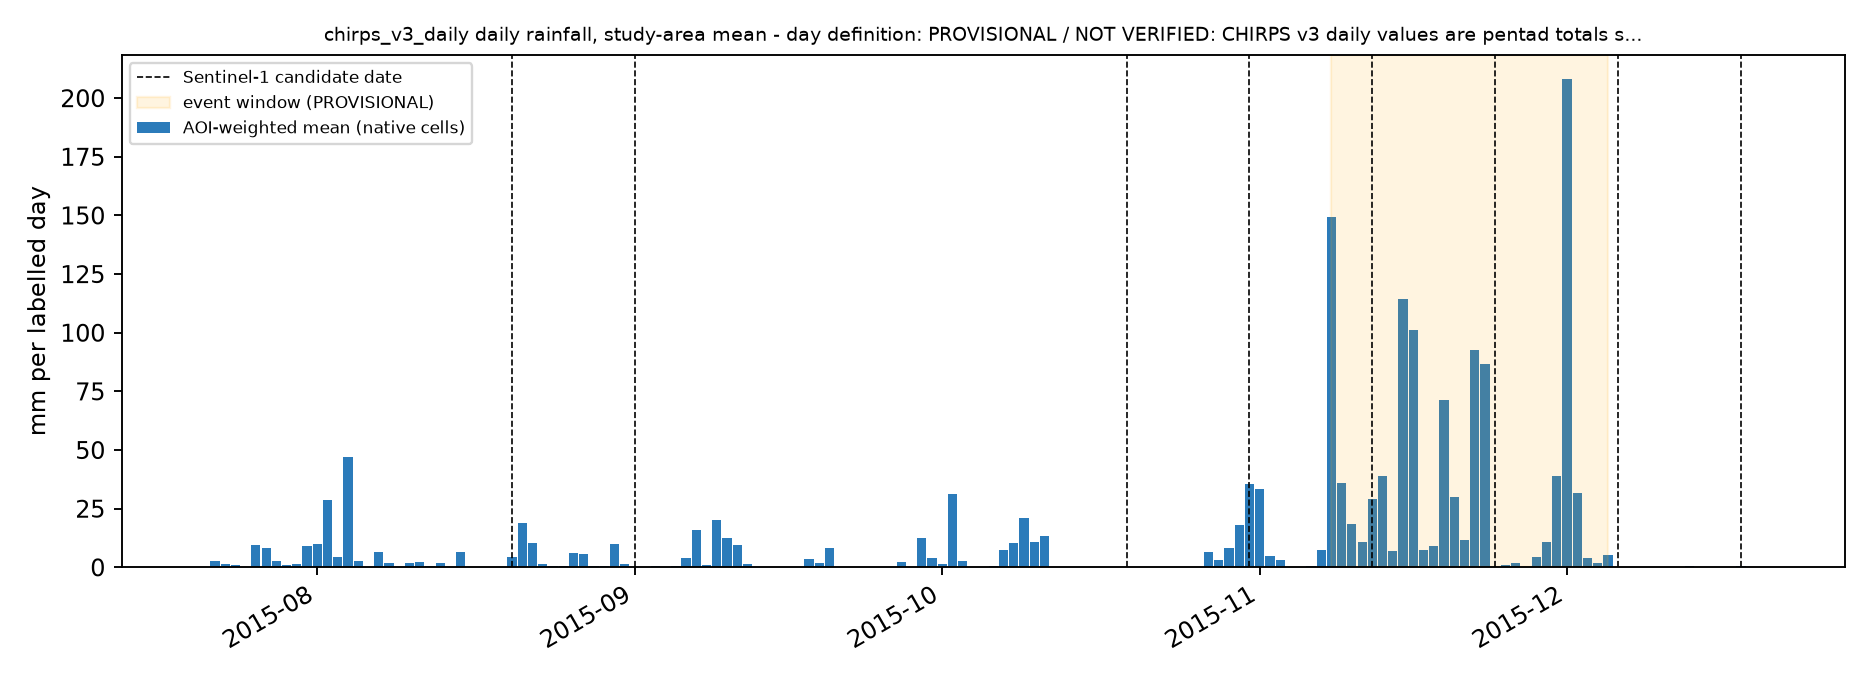 chirps_v3_daily daily rainfall, study-area mean - day definition: PROVISIONAL / NOT VERIFIED: CHIRPS v3 daily values are pentad totals s...
Sentinel-1 candidate date
event window (PROVISIONAL)
AOI-weighted mean (native cells)
mm per labelled day
200
175
150
125
100
75
50
25
0
2015-08
2015-09
2015-10
2015-11
2015-12